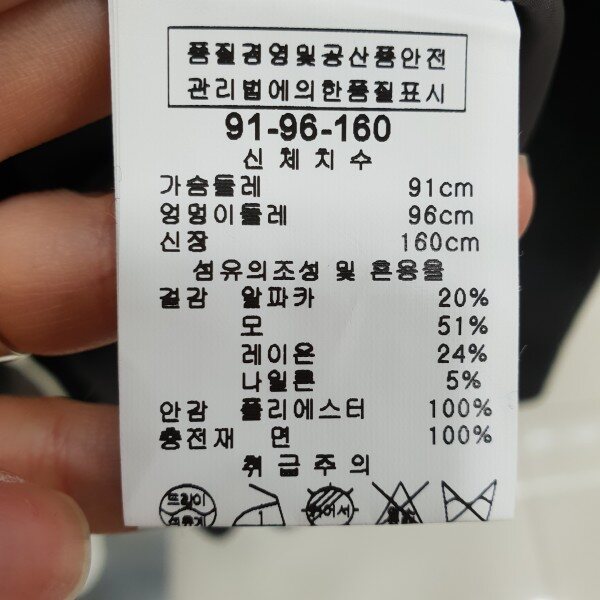 품질경영및공산품안전
관리법에의한품질표시
91-96-160
신체치수
가슴둘레 91cm
엉덩이둘레 96cm
신장 160cm
섬유의조성 및 혼용율
겉감 알파카 20%
모 51%
레이온 24%
나일론 5%
안감 폴리에스터 100%
충전재 면 100%
취급주의
드라이